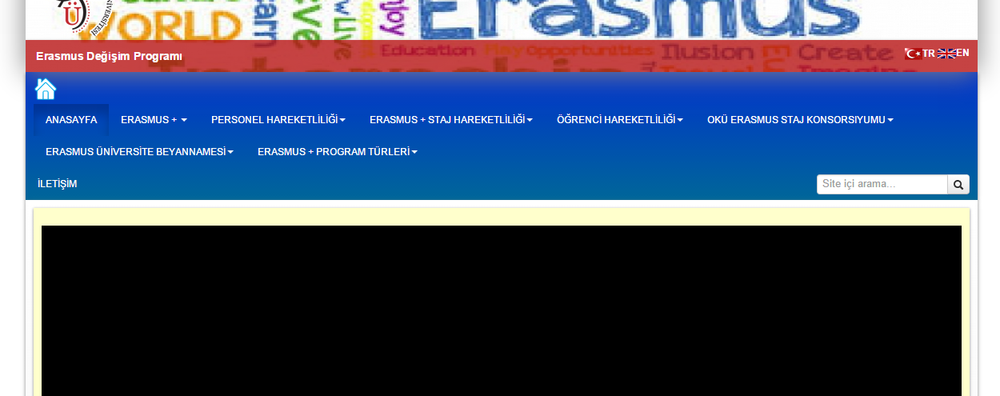 WORLD
Erasmus
Education Play Opportunities Ilusion Create
Erasmus Değişim Programı
TR EN
ANASAYFA ERASMUS + PERSONEL HAREKETLİLİĞİ ERASMUS + STAJ HAREKETLİLİĞİ ÖĞRENCİ HAREKETLİLİĞİ OKÜ ERASMUS STAJ KONSORSIYUMU
ERASMUS ÜNİVERSİTE BEYANNAMESİ ERASMUS + PROGRAM TÜRLERİ
İLETİŞİM
Site içi arama...